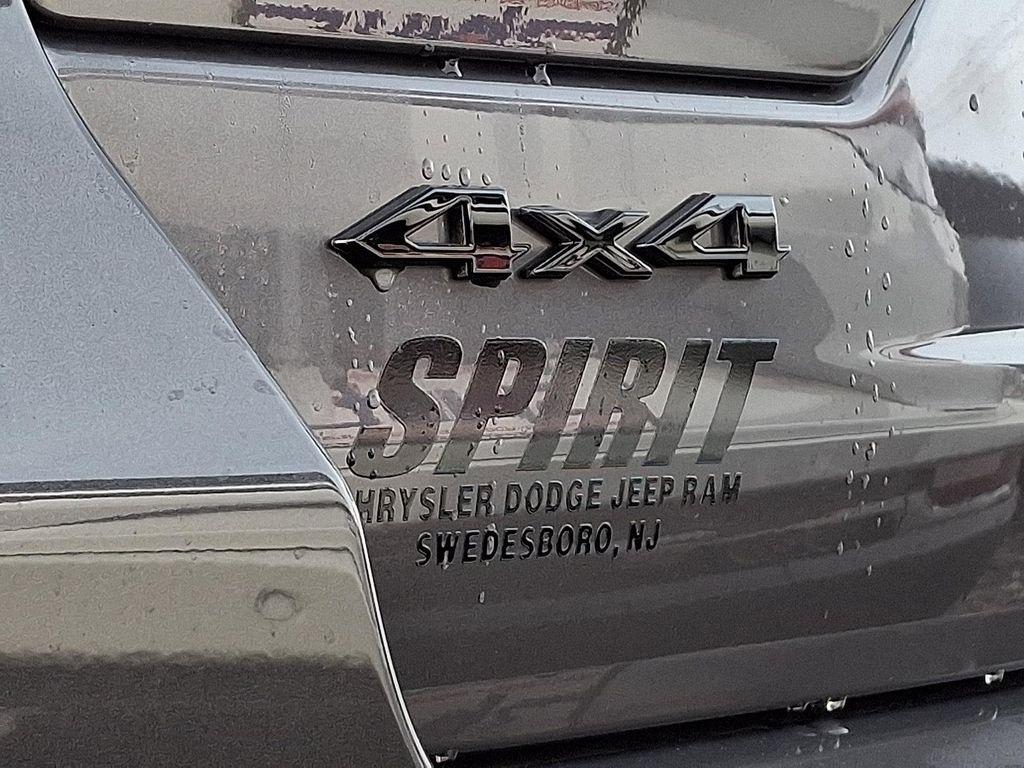 4x4
SPIRIT
HRYSLER DODGE JEEP RAM
SWEDESBORO, NJ